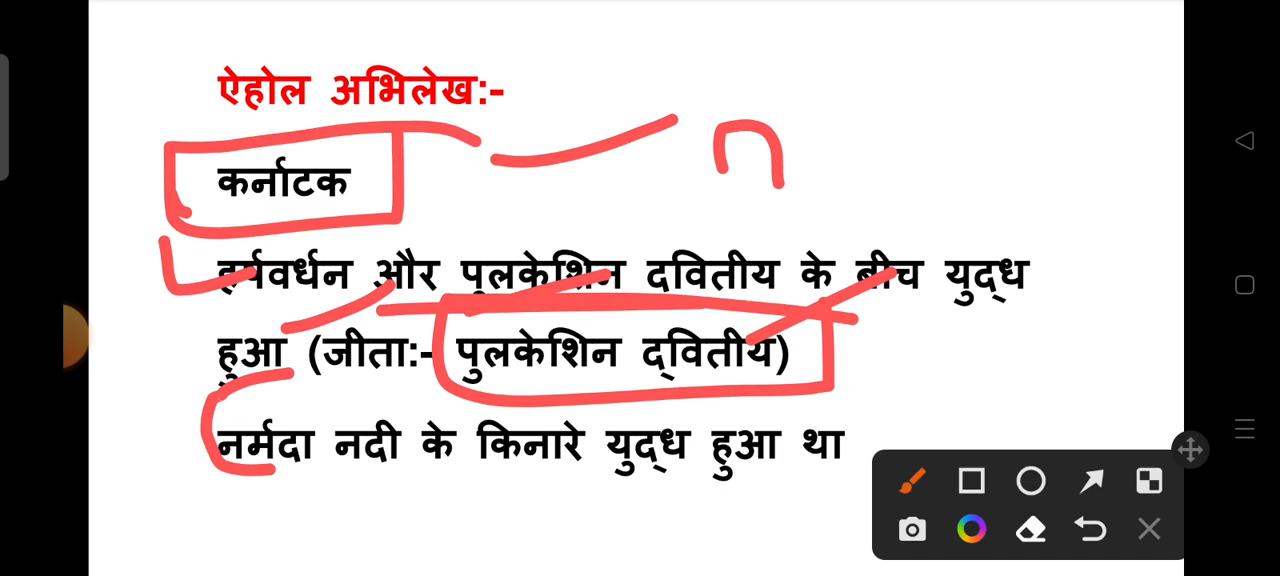 ऐहोल अभिलेख:-
कर्नाटक
हर्षवर्धन और पुलकेशिन दवितीय के बीच युद्ध
हुआ (जीता:- पुलकेशिन द्वितीय)
नर्मदा नदी के किनारे युद्ध हुआ था